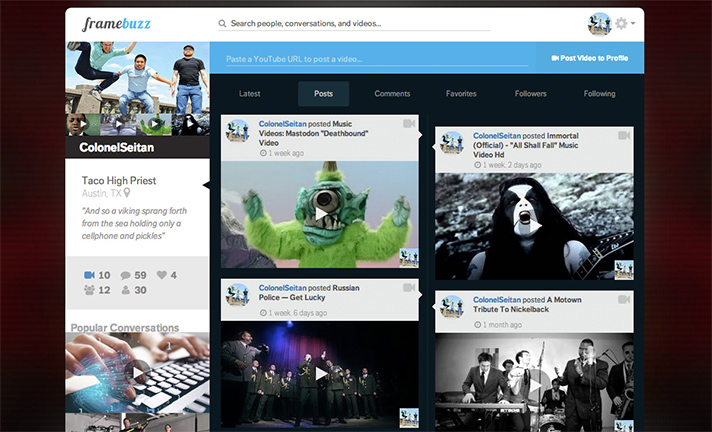 framebuzz
Search people, conversations, and videos...
Paste a YouTube URL to post a video...
Post Video to Profile
Latest
Posts
Comments
Favorites
Followers
Following
ColonelSeitan
Taco High Priest
Austin, TX
"And so a viking sprang forth
from the sea holding only a
cellphone and pickles"
10 59 4
12 30
Popular Conversations
ColonelSeitan posted Music
Videos: Mastodon "Deathbound"
Video
1 week ago
ColonelSeitan posted Immortal
(Official) - "All Shall Fall" Music
Video Hd
1 week, 2 days ago
ColonelSeitan posted Russian
Police — Get Lucky
1 week, 6 days ago
ColonelSeitan posted A Motown
Tribute To Nickelback
1 month ago